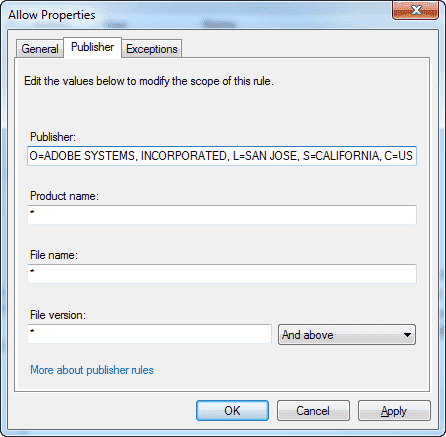 Allow Properties
General Publisher Exceptions
Edit the values below to modify the scope of this rule.
Publisher:
O=ADOBE SYSTEMS, INCORPORATED, L=SAN JOSE, S=CALIFORNIA, C=US
Product name:
*
File name:
*
File version:
* And above
More about publisher rules
OK Cancel Apply